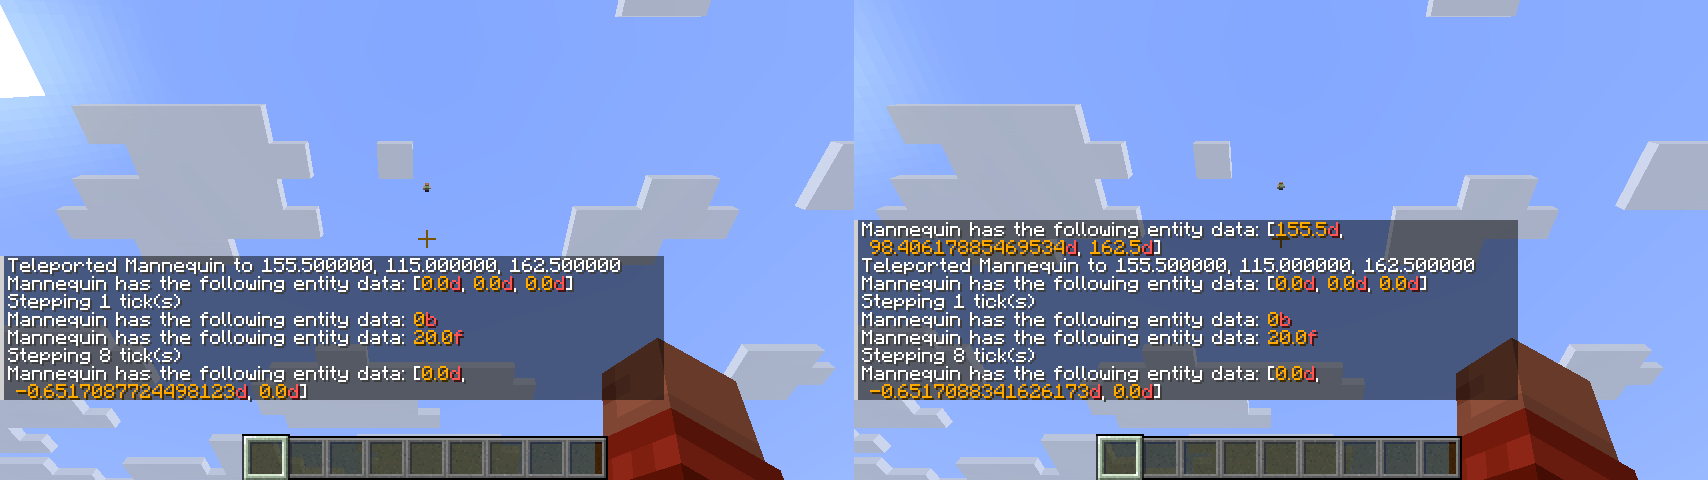 Teleported Mannequin to 155.500000, 115.000000, 162.500000
Mannequin has the following entity data: [0.0d, 0.0d, 0.0d]
Stepping 1 tick(s)
Mannequin has the following entity data: 0b
Mannequin has the following entity data: 20.0f
Stepping 8 tick(s)
Mannequin has the following entity data: [0.0d,
-0.6517087724498123d, 0.0d]
Mannequin has the following entity data: [155.5d,
98.40617885469534d, 162.5d]
Teleported Mannequin to 155.500000, 115.000000, 162.500000
Mannequin has the following entity data: [0.0d, 0.0d, 0.0d]
Stepping 1 tick(s)
Mannequin has the following entity data: 0b
Mannequin has the following entity data: 20.0f
Stepping 8 tick(s)
Mannequin has the following entity data: [0.0d,
-0.6517088341626173d, 0.0d]